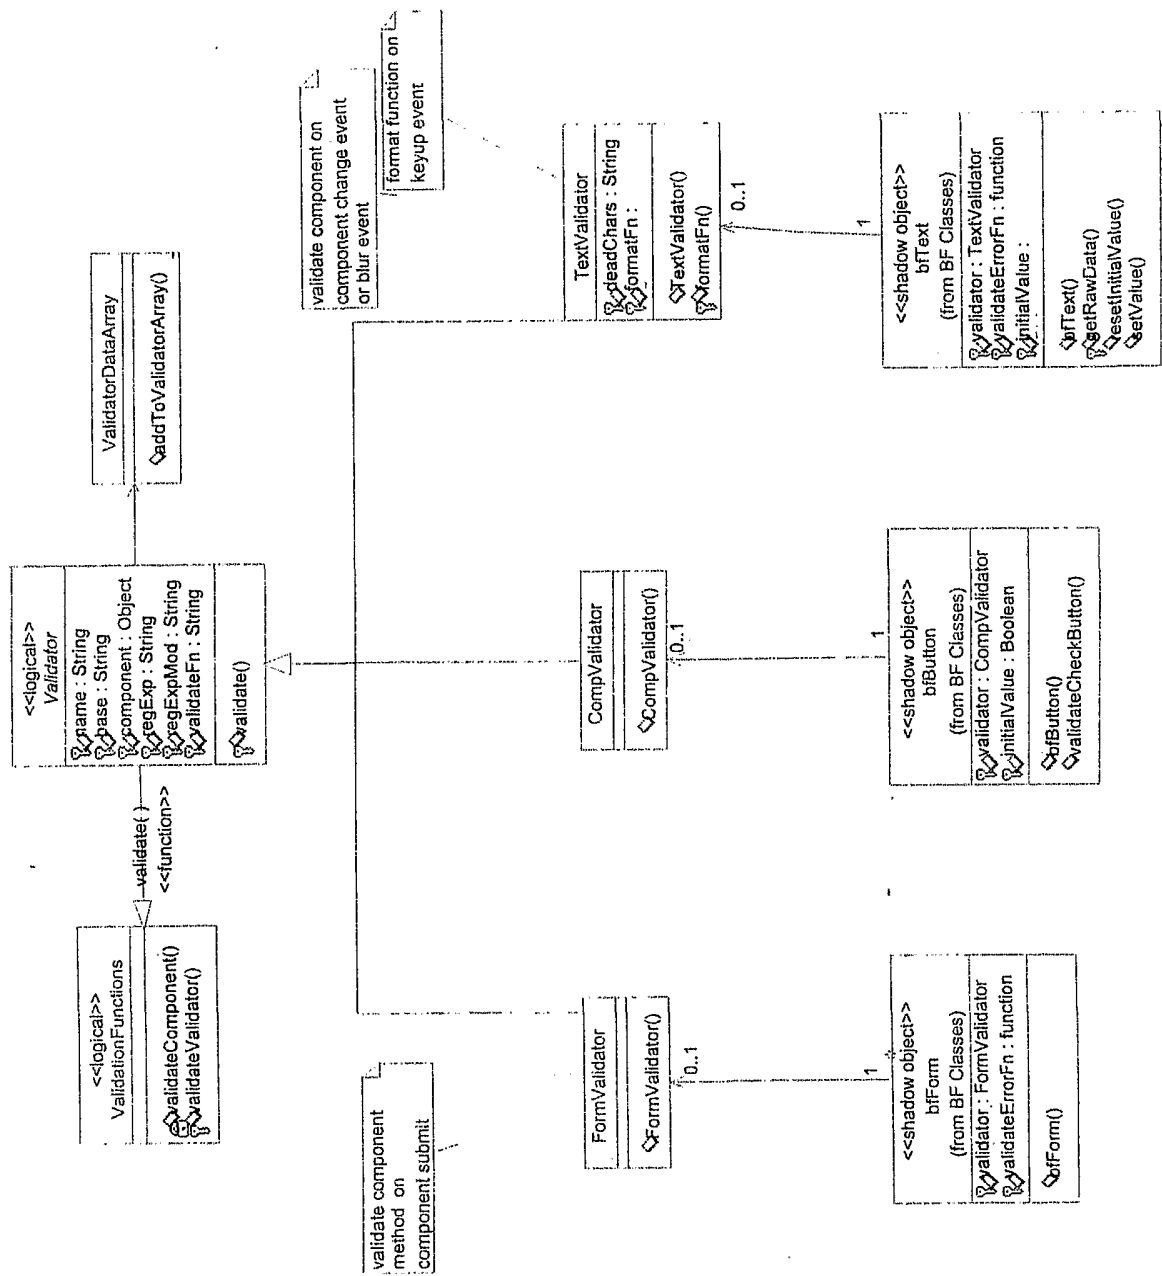 <<logical>>
ValidationFunctions
validateComponent()
validateValidator()
validate( )
<<function>>
<<logical>>
Validator
name : String
base : String
component : Object
regExp : String
regExpMod : String
validateFn : String
validate()
ValidatorDataArray
addToValidatorArray()
validate component
method on
component submit
validate component on
component change event
or blur event
format function on
keyup event
FormValidator
FormValidator()
0..1
1
CompValidator
CompValidator()
0..1
1
TextValidator
deadChars : String
formatFn :
TextValidator()
formatFn()
0..1
1
<<shadow object>>
bfForm
(from BF Classes)
validator : FormValidator
validateErrorFn : function
bfForm()
<<shadow object>>
bfButton
(from BF Classes)
validator : CompValidator
initialValue : Boolean
bfButton()
validateCheckButton()
<<shadow object>>
bfText
(from BF Classes)
validator : TextValidator
validateErrorFn : function
initialValue :
bfText()
getRawData()
resetInitialValue()
setValue()